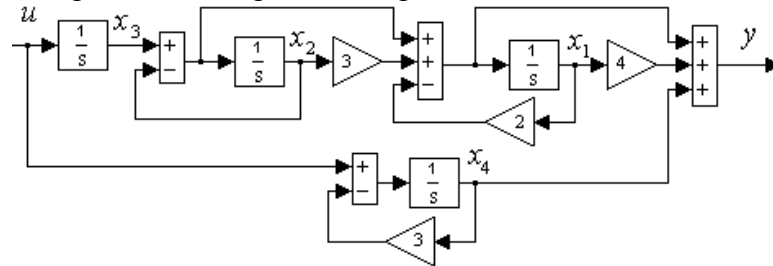 u
1/s
x₃
+
−
1/s
x₂
3
+
+
−
1/s
x₁
4
+
+
+
y
2
+
−
1/s
x₄
3